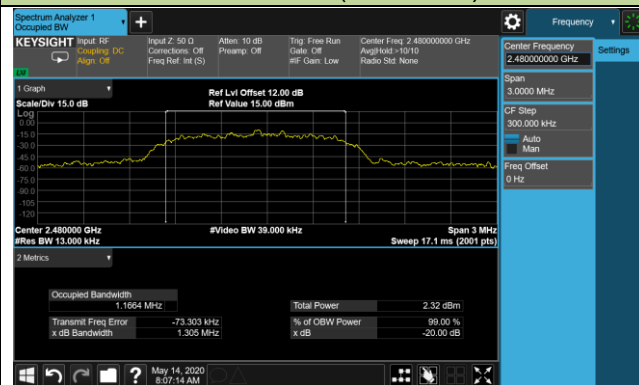 Spectrum Analyzer 1
Occupied BW
+
Frequency
KEYSIGHT
Input: RF
Coupling: DC
Align: Off
Input Z: 50 Ω
Corrections: Off
Freq Ref: Int (S)
Atten: 10 dB
Preamp: Off
Trig: Free Run
Gate: Off
#IF Gain: Low
Center Freq: 2.480000000 GHz
Avg|Hold:>10/10
Radio Std: None
LXI
1 Graph
Scale/Div 15.0 dB
Ref Lvl Offset 12.00 dB
Ref Value 15.00 dBm
Log
0.00
-15.0
-30.0
-45.0
-60.0
-75.0
-90.0
-105
-120
Center 2.480000 GHz
#Res BW 13.000 kHz
#Video BW 39.000 kHz
Span 3 MHz
Sweep 17.1 ms (2001 pts)
2 Metrics
Occupied Bandwidth
1.1664 MHz
Transmit Freq Error -73.303 kHz
x dB Bandwidth 1.305 MHz
Total Power 2.32 dBm
% of OBW Power 99.00 %
x dB -20.00 dB
Center Frequency
2.480000000 GHz
Settings
Span
3.0000 MHz
CF Step
300.000 kHz
Auto
Man
Freq Offset
0 Hz
?
May 14, 2020
8:07:14 AM